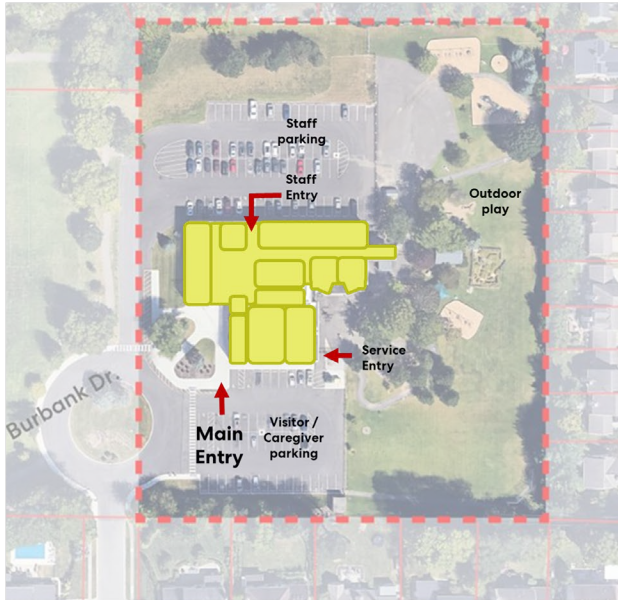 Staff
parking
Staff
Entry
Outdoor
play
Service
Entry
Burbank Dr.
Main
Entry
Visitor /
Caregiver
parking